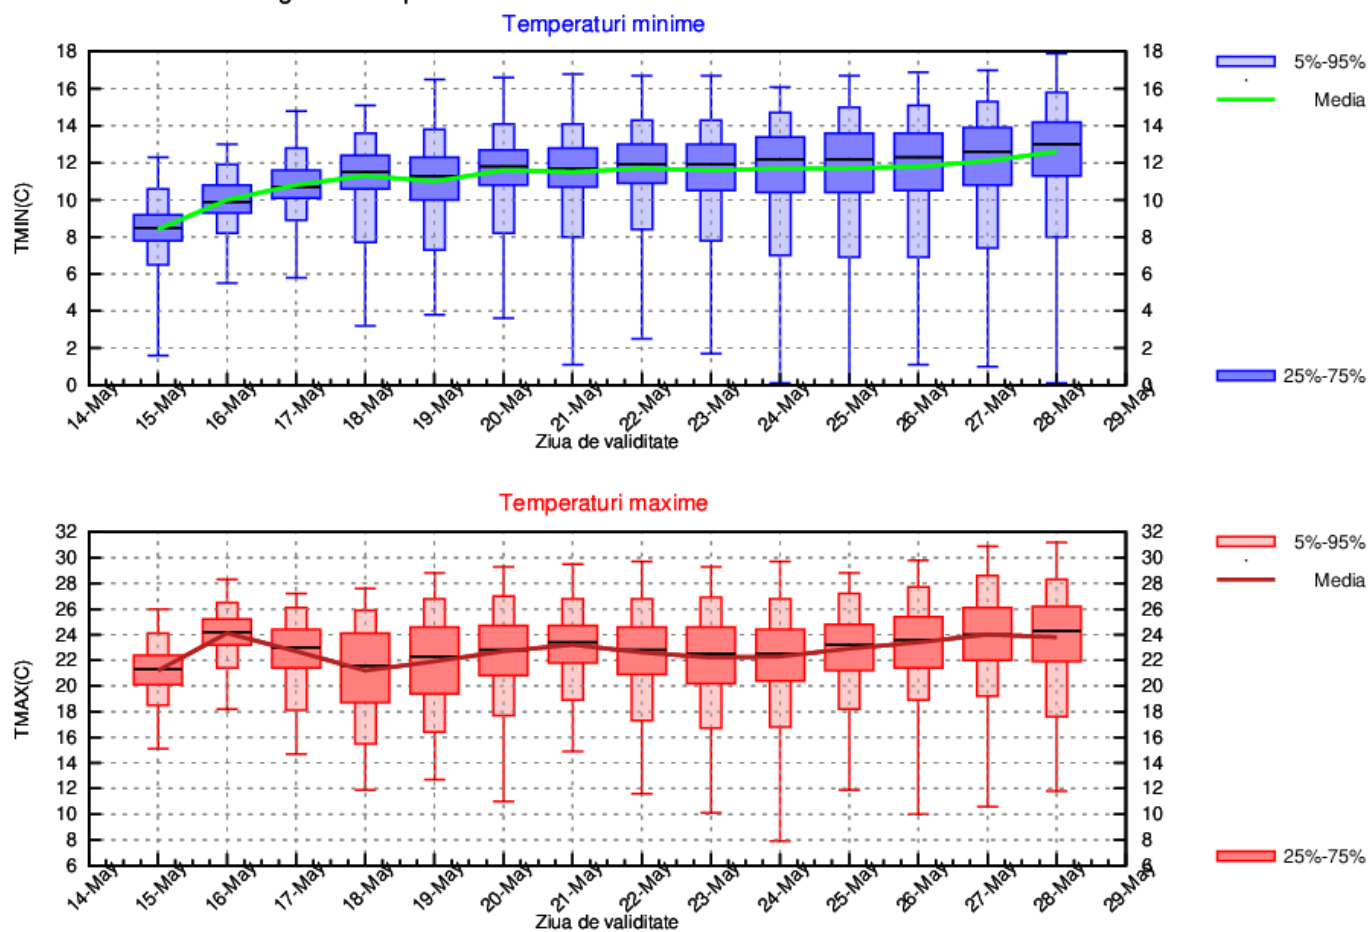 Temperaturi minime
TMIN(C)
18 18
16 16
14 14
12 12
10 10
8 8
6 6
4 4
2 2
0 0
14-May 15-May 16-May 17-May 18-May 19-May 20-May 21-May 22-May 23-May 24-May 25-May 26-May 27-May 28-May 29-May
Ziua de validitate
5%-95%
Media
25%-75%
Temperaturi maxime
TMAX(C)
32 32
30 30
28 28
26 26
24 24
22 22
20 20
18 18
16 16
14 14
12 12
10 10
8 8
6 6
14-May 15-May 16-May 17-May 18-May 19-May 20-May 21-May 22-May 23-May 24-May 25-May 26-May 27-May 28-May 29-May
Ziua de validitate
5%-95%
Media
25%-75%